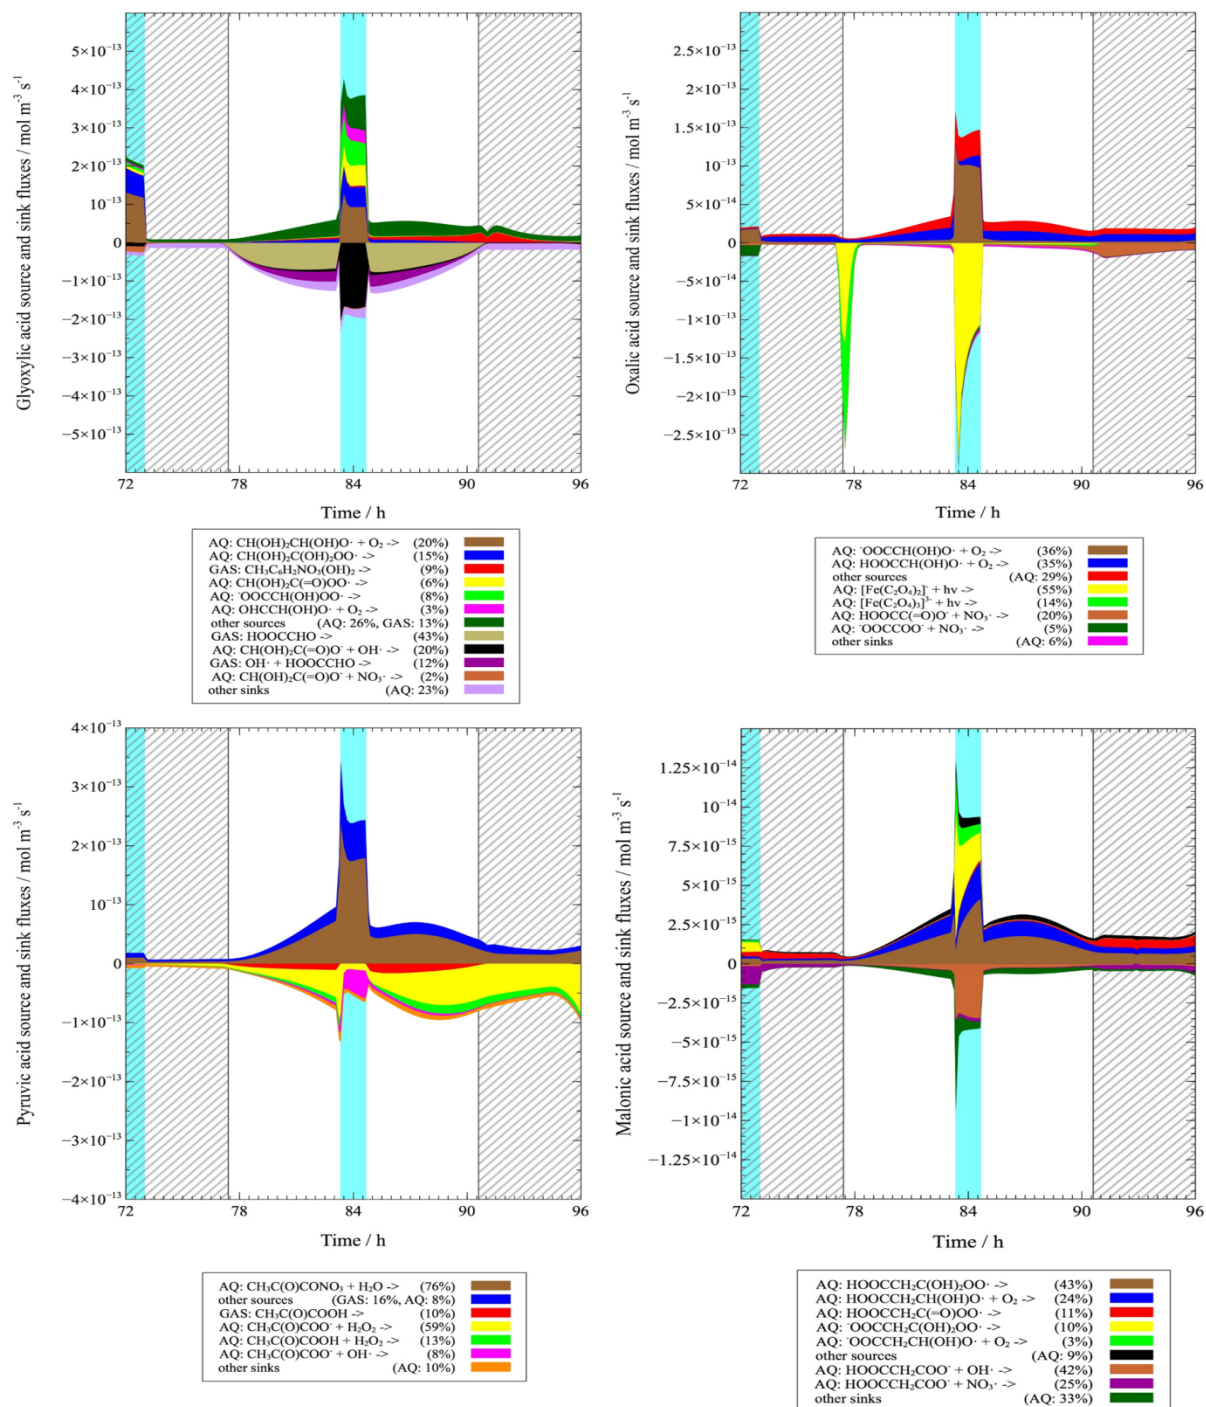 Glyoxylic acid source and sink fluxes / mol m⁻³ s⁻¹
5×10⁻¹³
4×10⁻¹³
3×10⁻¹³
2×10⁻¹³
1×10⁻¹³
0
−1×10⁻¹³
−2×10⁻¹³
−3×10⁻¹³
−4×10⁻¹³
−5×10⁻¹³
72 78 84 90 96
Time / h
AQ: CH(OH)₂CH(OH)O· + O₂ -> (20%)
AQ: CH(OH)₂C(OH)₂OO· -> (15%)
GAS: CH₃C₆H₂NO₃(OH)₂ -> (9%)
AQ: CH(OH)₂C(=O)OO· -> (6%)
AQ: ⁻OOCCH(OH)OO· -> (8%)
AQ: OHCCH(OH)O· + O₂ -> (3%)
other sources (AQ: 26%, GAS: 13%)
GAS: HOOCCHO -> (43%)
AQ: CH(OH)₂C(=O)O⁻ + OH· -> (20%)
GAS: OH· + HOOCCHO -> (12%)
AQ: CH(OH)₂C(=O)O⁻ + NO₃· -> (2%)
other sinks (AQ: 23%)
Oxalic acid source and sink fluxes / mol m⁻³ s⁻¹
2.5×10⁻¹³
2×10⁻¹³
1.5×10⁻¹³
1×10⁻¹³
5×10⁻¹⁴
0
−5×10⁻¹⁴
−1×10⁻¹³
−1.5×10⁻¹³
−2×10⁻¹³
−2.5×10⁻¹³
72 78 84 90 96
Time / h
AQ: ⁻OOCCH(OH)O· + O₂ -> (36%)
AQ: HOOCCH(OH)O· + O₂ -> (35%)
other sources (AQ: 29%)
AQ: [Fe(C₂O₄)₂]⁻ + hv -> (55%)
AQ: [Fe(C₂O₄)₃]³⁻ + hv -> (14%)
AQ: HOOCC(=O)O⁻ + NO₃· -> (20%)
AQ: ⁻OOCCOO⁻ + NO₃· -> (5%)
other sinks (AQ: 6%)
Pyruvic acid source and sink fluxes / mol m⁻³ s⁻¹
4×10⁻¹³
3×10⁻¹³
2×10⁻¹³
1×10⁻¹³
0
−1×10⁻¹³
−2×10⁻¹³
−3×10⁻¹³
−4×10⁻¹³
72 78 84 90 96
Time / h
AQ: CH₃C(O)CONO₃ + H₂O -> (76%)
other sources (GAS: 16%, AQ: 8%)
GAS: CH₃C(O)COOH -> (10%)
AQ: CH₃C(O)COO⁻ + H₂O₂ -> (59%)
AQ: CH₃C(O)COOH + H₂O₂ -> (13%)
AQ: CH₃C(O)COO⁻ + OH· -> (8%)
other sinks (AQ: 10%)
Malonic acid source and sink fluxes / mol m⁻³ s⁻¹
1.25×10⁻¹⁴
1×10⁻¹⁴
7.5×10⁻¹⁵
5×10⁻¹⁵
2.5×10⁻¹⁵
0
−2.5×10⁻¹⁵
−5×10⁻¹⁵
−7.5×10⁻¹⁵
−1×10⁻¹⁴
−1.25×10⁻¹⁴
72 78 84 90 96
Time / h
AQ: HOOCCH₂C(OH)₂OO· -> (43%)
AQ: HOOCCH₂CH(OH)O· + O₂ -> (24%)
AQ: HOOCCH₂C(=O)OO· -> (11%)
AQ: ⁻OOCCH₂C(OH)₂OO· -> (10%)
AQ: ⁻OOCCH₂CH(OH)O· + O₂ -> (3%)
other sources (AQ: 9%)
AQ: HOOCCH₂COO⁻ + OH· -> (42%)
AQ: HOOCCH₂COO⁻ + NO₃· -> (25%)
other sinks (AQ: 33%)